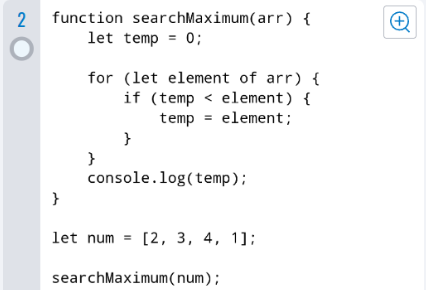 2
function searchMaximum(arr) {
    let temp = 0;

    for (let element of arr) {
        if (temp < element) {
            temp = element;
        }
    }
    console.log(temp);
}

let num = [2, 3, 4, 1];

searchMaximum(num);